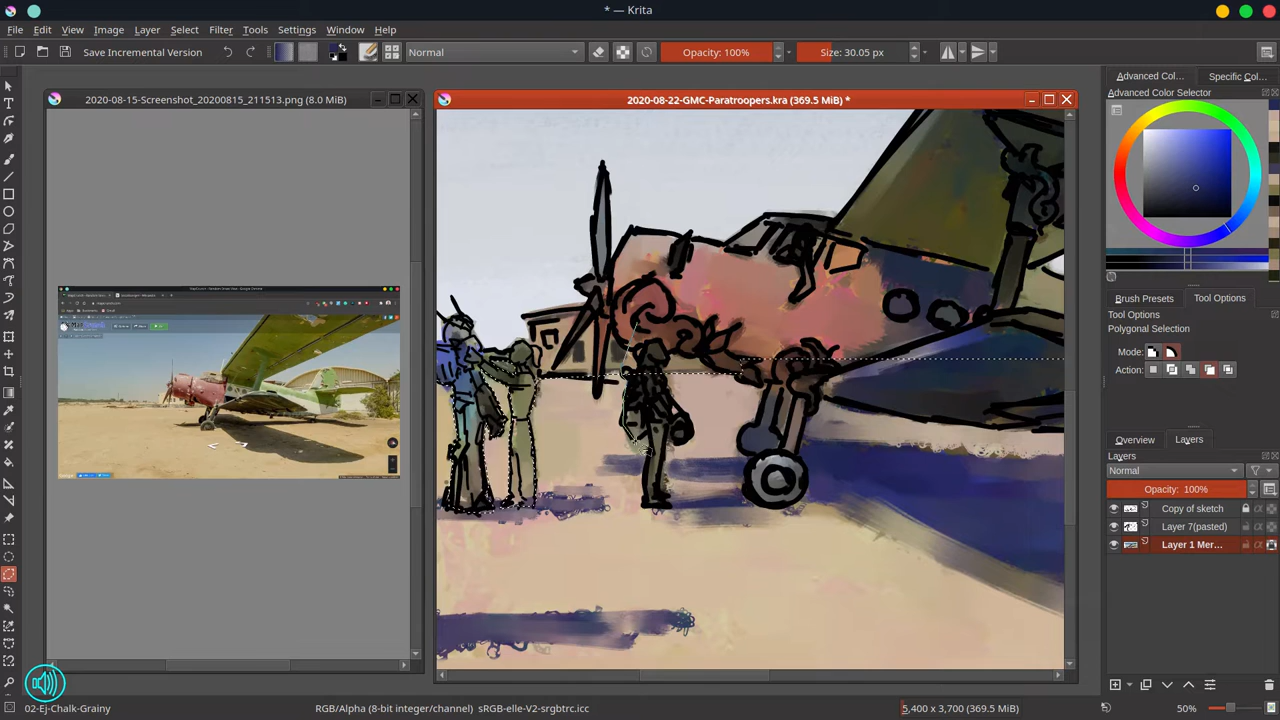 * — Krita
File Edit View Image Layer Select Filter Tools Settings Window Help
Save Incremental Version Normal Opacity: 100% Size: 30.05 px
2020-08-15-Screenshot_20200815_211513.png (8.0 MiB)
2020-08-22-GMC-Paratroopers.kra (369.5 MiB) *
Advanced Col... Specific Col...
Advanced Color Selector
Brush Presets Tool Options
Tool Options
Polygonal Selection
Mode:
Action:
Overview Layers
Layers
Normal
Opacity: 100%
Copy of sketch
Layer 7(pasted)
Layer 1 Mer...
02-Ej-Chalk-Grainy RGB/Alpha (8-bit integer/channel) sRGB-elle-V2-srgbtrc.icc 5,400 x 3,700 (369.5 MiB) 50%